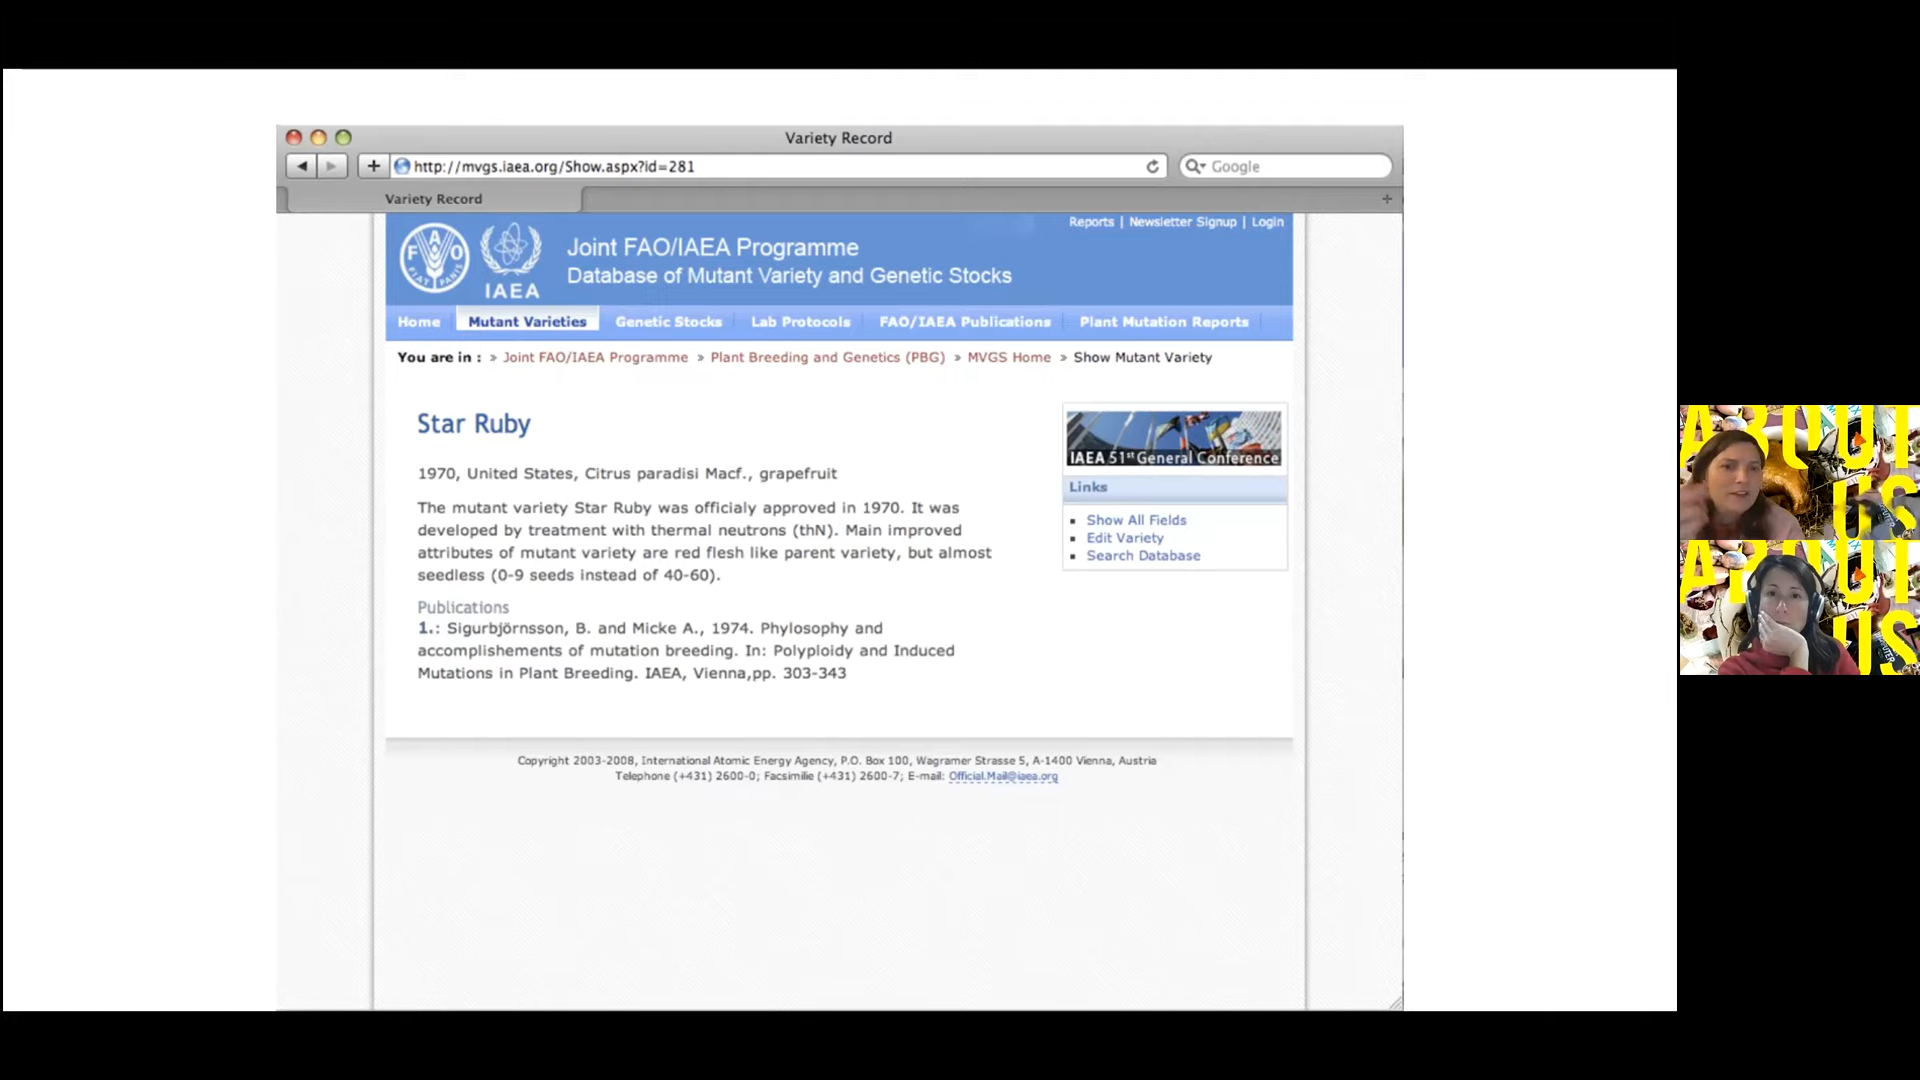 Variety Record
http://mvgs.iaea.org/Show.aspx?id=281
Google
Variety Record
Reports | Newsletter Signup | Login
FAO
FIAT PANIS
IAEA
Joint FAO/IAEA Programme
Database of Mutant Variety and Genetic Stocks
Home Mutant Varieties Genetic Stocks Lab Protocols FAO/IAEA Publications Plant Mutation Reports
You are in : » Joint FAO/IAEA Programme » Plant Breeding and Genetics (PBG) » MVGS Home » Show Mutant Variety
Star Ruby
1970, United States, Citrus paradisi Macf., grapefruit
The mutant variety Star Ruby was officialy approved in 1970. It was
developed by treatment with thermal neutrons (thN). Main improved
attributes of mutant variety are red flesh like parent variety, but almost
seedless (0-9 seeds instead of 40-60).
Publications
1.: Sigurbjörnsson, B. and Micke A., 1974. Phylosophy and
accomplishements of mutation breeding. In: Polyploidy and Induced
Mutations in Plant Breeding. IAEA, Vienna,pp. 303-343
IAEA 51st General Conference
Links
Show All Fields
Edit Variety
Search Database
Copyright 2003-2008, International Atomic Energy Agency, P.O. Box 100, Wagramer Strasse 5, A-1400 Vienna, Austria
Telephone (+431) 2600-0; Facsimilie (+431) 2600-7; E-mail: Official.Mail@iaea.org
ABOUT
US
US